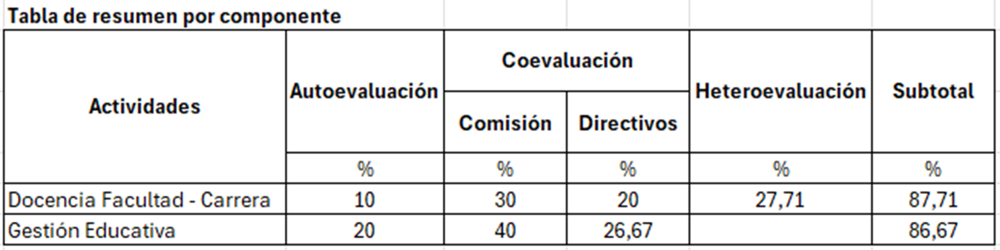 Tabla de resumen por componente
Actividades Autoevaluación Coevaluación Heteroevaluación Subtotal
Comisión Directivos
% % % % %
Docencia Facultad - Carrera 10 30 20 27,71 87,71
Gestión Educativa 20 40 26,67 86,67